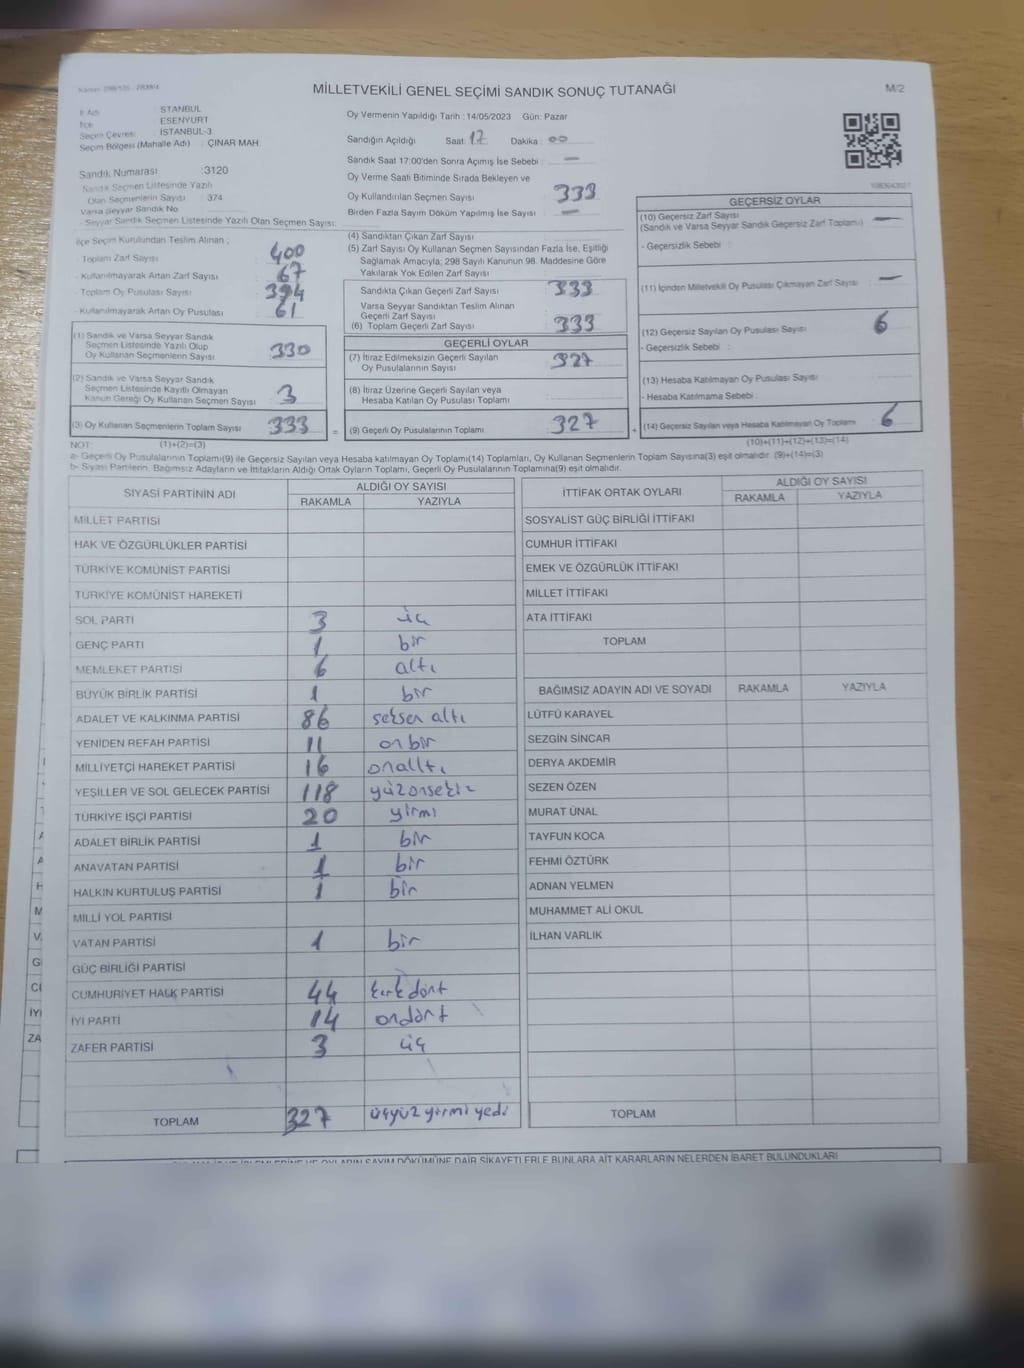 MİLLETVEKİLİ GENEL SEÇİMİ SANDIK SONUÇ TUTANAĞI
M/2
İl Adı : İSTANBUL
İlçe : ESENYURT
Seçim Çevresi : İSTANBUL-3
Seçim Bölgesi (Mahalle Adı) : ÇINAR MAH.
Sandık Numarası :3120
Sandık Seçmen Listesinde Yazılı
Olan Seçmenlerin Sayısı : 374
Varsa Seyyar Sandık No
- Seyyar Sandık Seçmen Listesinde Yazılı Olan Seçmen Sayısı:
İlçe Seçim Kurulundan Teslim Alınan ;
- Toplam Zarf Sayısı 400
- Kullanılmayarak Artan Zarf Sayısı 67
- Toplam Oy Pusulası Sayısı 394
- Kullanılmayarak Artan Oy Pusulası 61
(1) Sandık ve Varsa Seyyar Sandık
Seçmen Listesinde Yazılı Olup
Oy Kullanan Seçmenlerin Sayısı 330
(2) Sandık ve Varsa Seyyar Sandık
Seçmen Listesinde Kayıtlı Olmayan
Kanun Gereği Oy Kullanan Seçmen Sayısı 3
(3) Oy Kullanan Seçmenlerin Toplam Sayısı 333
Oy Vermenin Yapıldığı Tarih :14/05/2023 Gün: Pazar
Sandığın Açıldığı Saat: 17 Dakika : 00
Sandık Saat 17:00'den Sonra Açımış İse Sebebi : —
Oy Verme Saati Bitiminde Sırada Bekleyen ve
Oy Kullandırılan Seçmen Sayısı : 333
Birden Fazla Sayım Döküm Yapılmış İse Sayısı : —
(4) Sandıktan Çıkan Zarf Sayısı :
(5) Zarf Sayısı Oy Kullanan Seçmen Sayısından Fazla İse, Eşitliği
Sağlamak Amacıyla; 298 Sayılı Kanunun 98. Maddesine Göre
Yakılarak Yok Edilen Zarf Sayısı :
Sandıkta Çıkan Geçerli Zarf Sayısı : 333
Varsa Seyyar Sandıktan Teslim Alınan
Geçerli Zarf Sayısı
(6) Toplam Geçerli Zarf Sayısı : 333
GEÇERLİ OYLAR
(7) İtiraz Edilmeksizin Geçerli Sayılan
Oy Pusulalarının Sayısı : 327
(8) İtiraz Üzerine Geçerli Sayılan veya
Hesaba Katılan Oy Pusulası Toplamı :
= (9) Geçerli Oy Pusulalarının Toplamı : 327
GEÇERSİZ OYLAR
(10) Geçersiz Zarf Sayısı : —
(Sandık ve Varsa Seyyar Sandık Geçersiz Zarf Toplamı)
- Geçersizlik Sebebi :
(11) İçinden Milletvekili Oy Pusulası Çıkmayan Zarf Sayısı : —
(12) Geçersiz Sayılan Oy Pusulası Sayısı : 6
- Geçersizlik Sebebi :
(13) Hesaba Katılmayan Oy Pusulası Sayısı :
- Hesaba Katılmama Sebebi :
+ (14) Geçersiz Sayılan veya Hesaba Katılmayan Oy Toplamı : 6
NOT: (1)+(2)=(3) (10)+(11)+(12)+(13)=(14)
a- Geçerli Oy Pusulalarının Toplamı(9) ile Geçersiz Sayılan veya Hesaba Katılmayan Oy Toplamı(14) Toplamları, Oy Kullanan Seçmenlerin Toplam Sayısına(3) eşit olmalıdır. (9)+(14)=(3)
b- Siyasi Partilerin, Bağımsız Adayların ve İttifakların Aldığı Ortak Oyların Toplamı, Geçerli Oy Pusulalarının Toplamına(9) eşit olmalıdır.
SİYASİ PARTİNİN ADI ALDIĞI OY SAYISI
RAKAMLA YAZIYLA
MİLLET PARTİSİ
HAK VE ÖZGÜRLÜKLER PARTİSİ
TÜRKİYE KOMÜNİST PARTİSİ
TÜRKİYE KOMÜNİST HAREKETİ
SOL PARTİ 3 üç
GENÇ PARTİ 1 bir
MEMLEKET PARTİSİ 6 altı
BÜYÜK BİRLİK PARTİSİ 1 bir
ADALET VE KALKINMA PARTİSİ 86 seksen altı
YENİDEN REFAH PARTİSİ 11 on bir
MİLLİYETÇİ HAREKET PARTİSİ 16 onalltı
YEŞİLLER VE SOL GELECEK PARTİSİ 118 yüzonsekiz
TÜRKİYE İŞÇİ PARTİSİ 20 yirmi
ADALET BİRLİK PARTİSİ 1 bir
ANAVATAN PARTİSİ 1 bir
HALKIN KURTULUŞ PARTİSİ 1 bir
MİLLİ YOL PARTİSİ
VATAN PARTİSİ 1 bir
GÜÇ BİRLİĞİ PARTİSİ
CUMHURİYET HALK PARTİSİ 44 kırk dört
İYİ PARTİ 14 ondört
ZAFER PARTİSİ 3 üç
TOPLAM 327 üçyüz yirmi yedi
İTTİFAK ORTAK OYLARI ALDIĞI OY SAYISI
RAKAMLA YAZIYLA
SOSYALİST GÜÇ BİRLİĞİ İTTİFAKI
CUMHUR İTTİFAKI
EMEK VE ÖZGÜRLÜK İTTİFAKI
MİLLET İTTİFAKI
ATA İTTİFAKI
TOPLAM
BAĞIMSIZ ADAYIN ADI VE SOYADI RAKAMLA YAZIYLA
LÜTFÜ KARAYEL
SEZGİN SİNCAR
DERYA AKDEMİR
SEZEN ÖZEN
MURAT ÜNAL
TAYFUN KOCA
FEHMİ ÖZTÜRK
ADNAN YELMEN
MUHAMMET ALİ OKUL
İLHAN VARLIK
TOPLAM
OYLARIN SAYIM DÖKÜMÜNE DAİR ŞİKAYETLERLE BUNLARA AİT KARARLARIN NELERDEN İBARET BULUNDUKLARI